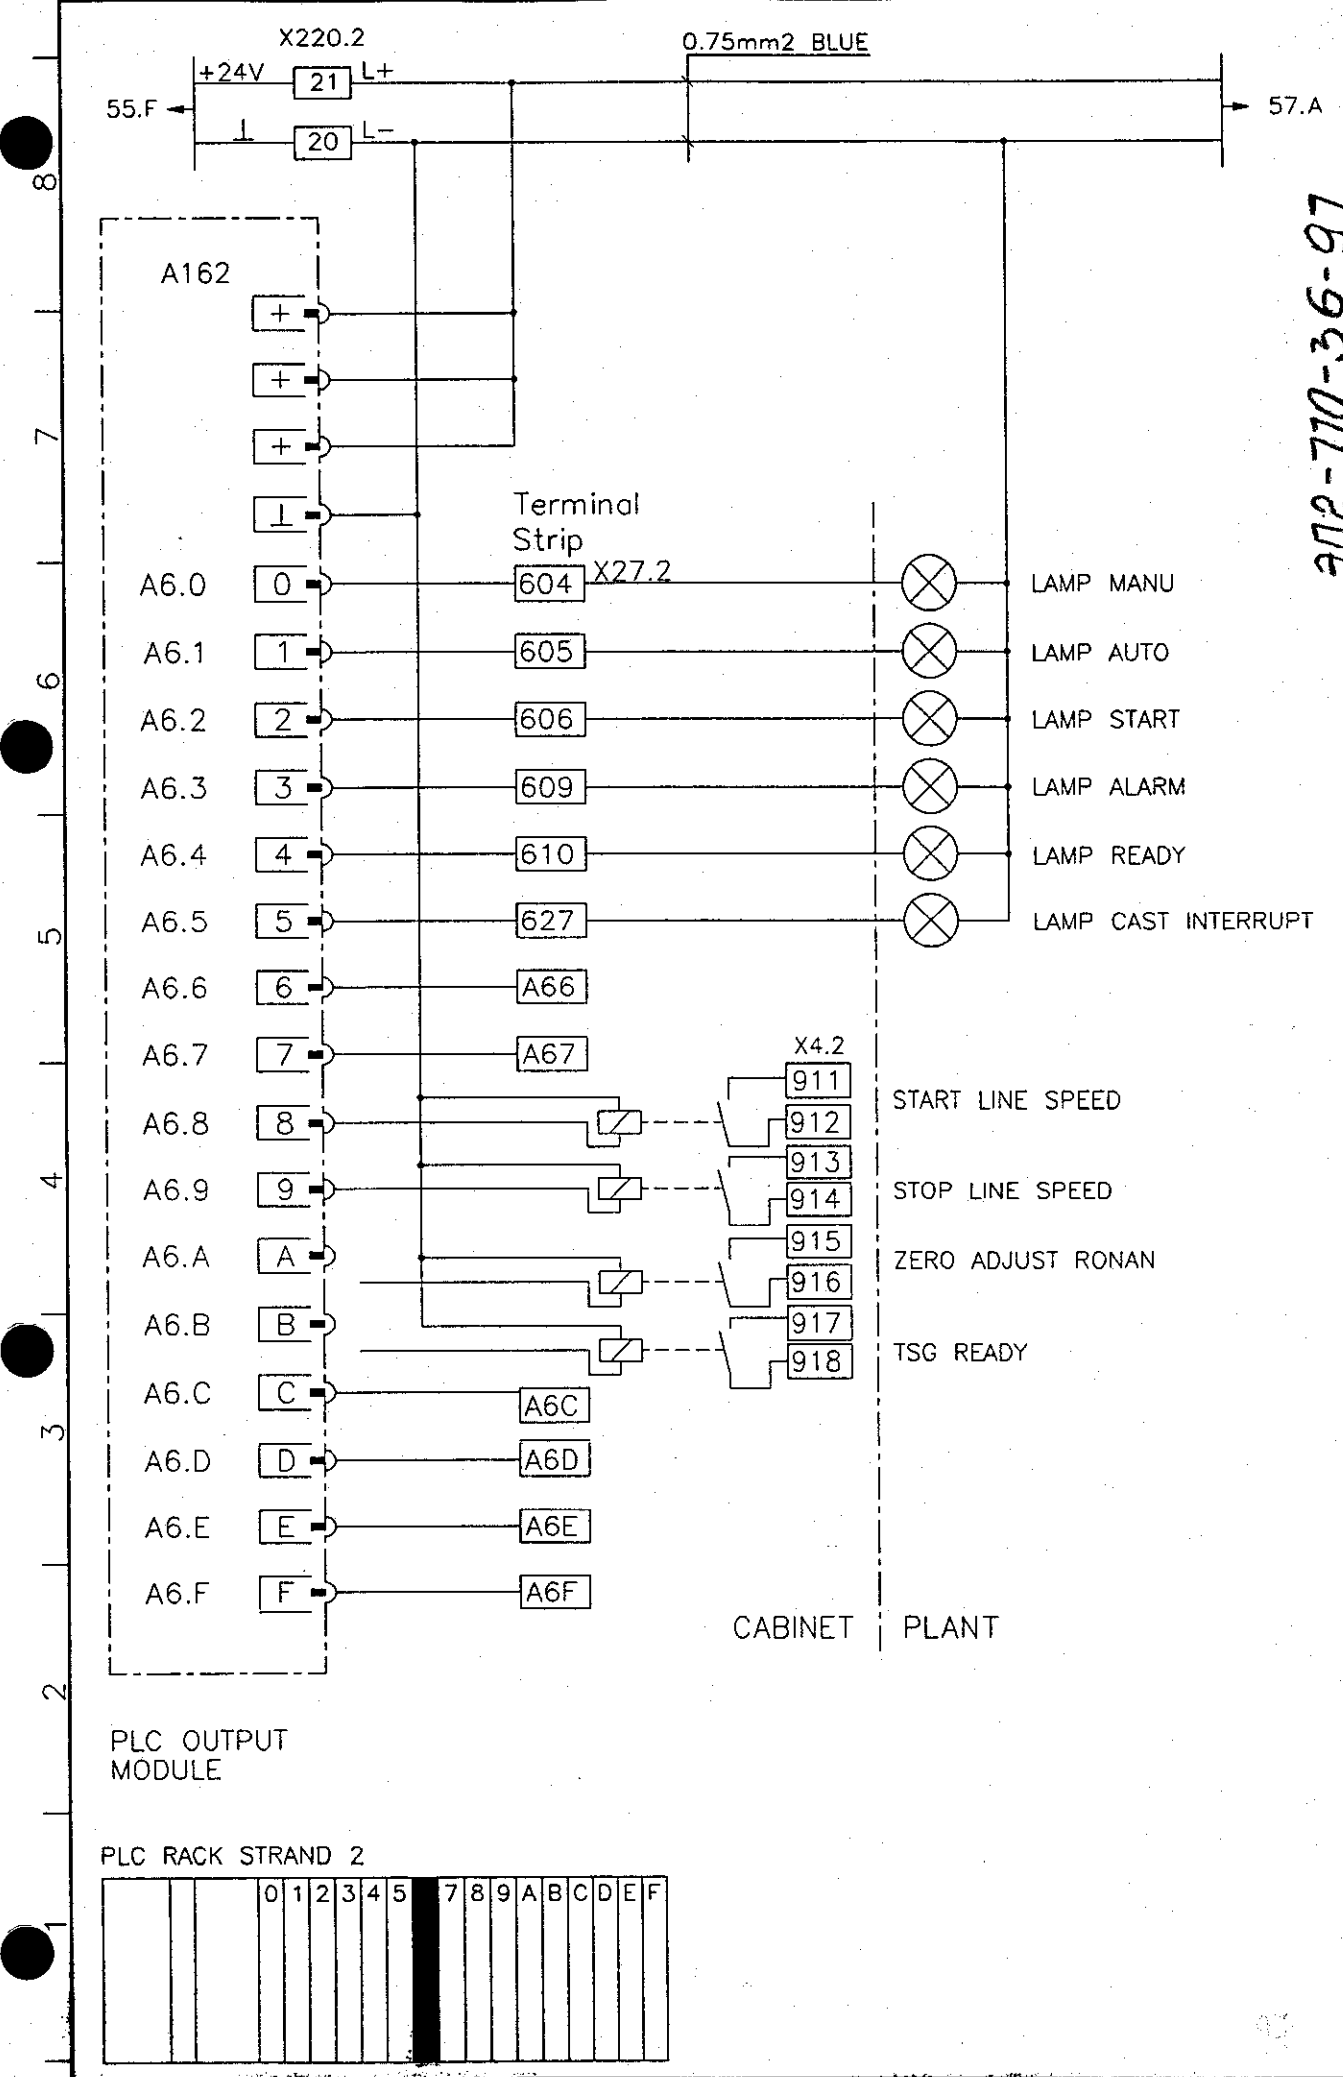 X220.2
0.75mm2 BLUE
+24V 21 L+
55.F
57.A
⊥ 20 L-
8
A162
+
+
7
+
Terminal
Strip
⊥
X27.2
A6.0 0 604 LAMP MANU
A6.1 1 605 LAMP AUTO
6
A6.2 2 606 LAMP START
A6.3 3 609 LAMP ALARM
A6.4 4 610 LAMP READY
A6.5 5 627 LAMP CAST INTERRUPT
5
A6.6 6 A66
A6.7 7 A67
X4.2
911
START LINE SPEED
A6.8 8 912
913
4
A6.9 9 914 STOP LINE SPEED
915
A6.A A ZERO ADJUST RONAN
916
A6.B B 917
918 TSG READY
A6.C C A6C
3
A6.D D A6D
A6.E E A6E
A6.F F A6F
CABINET PLANT
2
PLC OUTPUT
MODULE
PLC RACK STRAND 2
0 1 2 3 4 5 7 8 9 A B C D E F
1